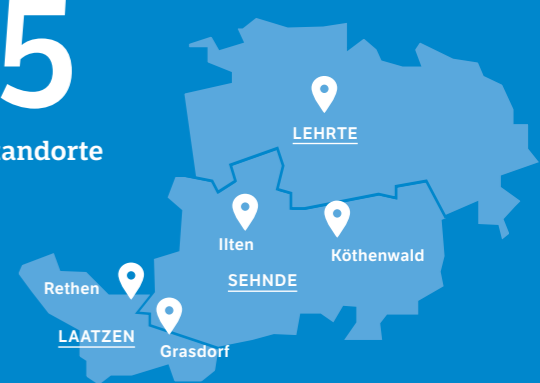 5
andorte
LEHRTE
Ilten
Köthenwald
SEHNDE
Rethen
LAATZEN
Grasdorf